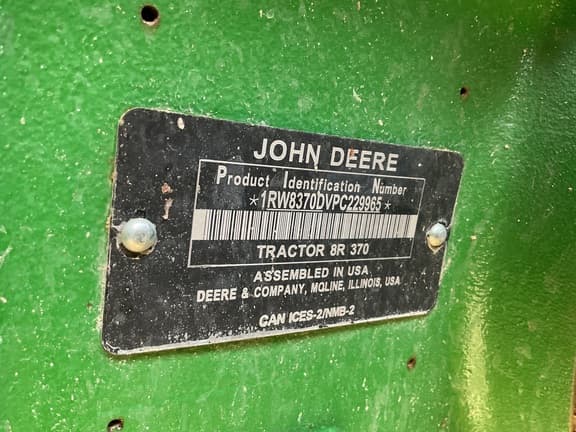 JOHN DEERE
Product Identification Number
*1RW8370DVPC229965*
TRACTOR 8R 370
ASSEMBLED IN USA
DEERE & COMPANY, MOLINE, ILLINOIS, USA
CAN ICES-2/NMB-2